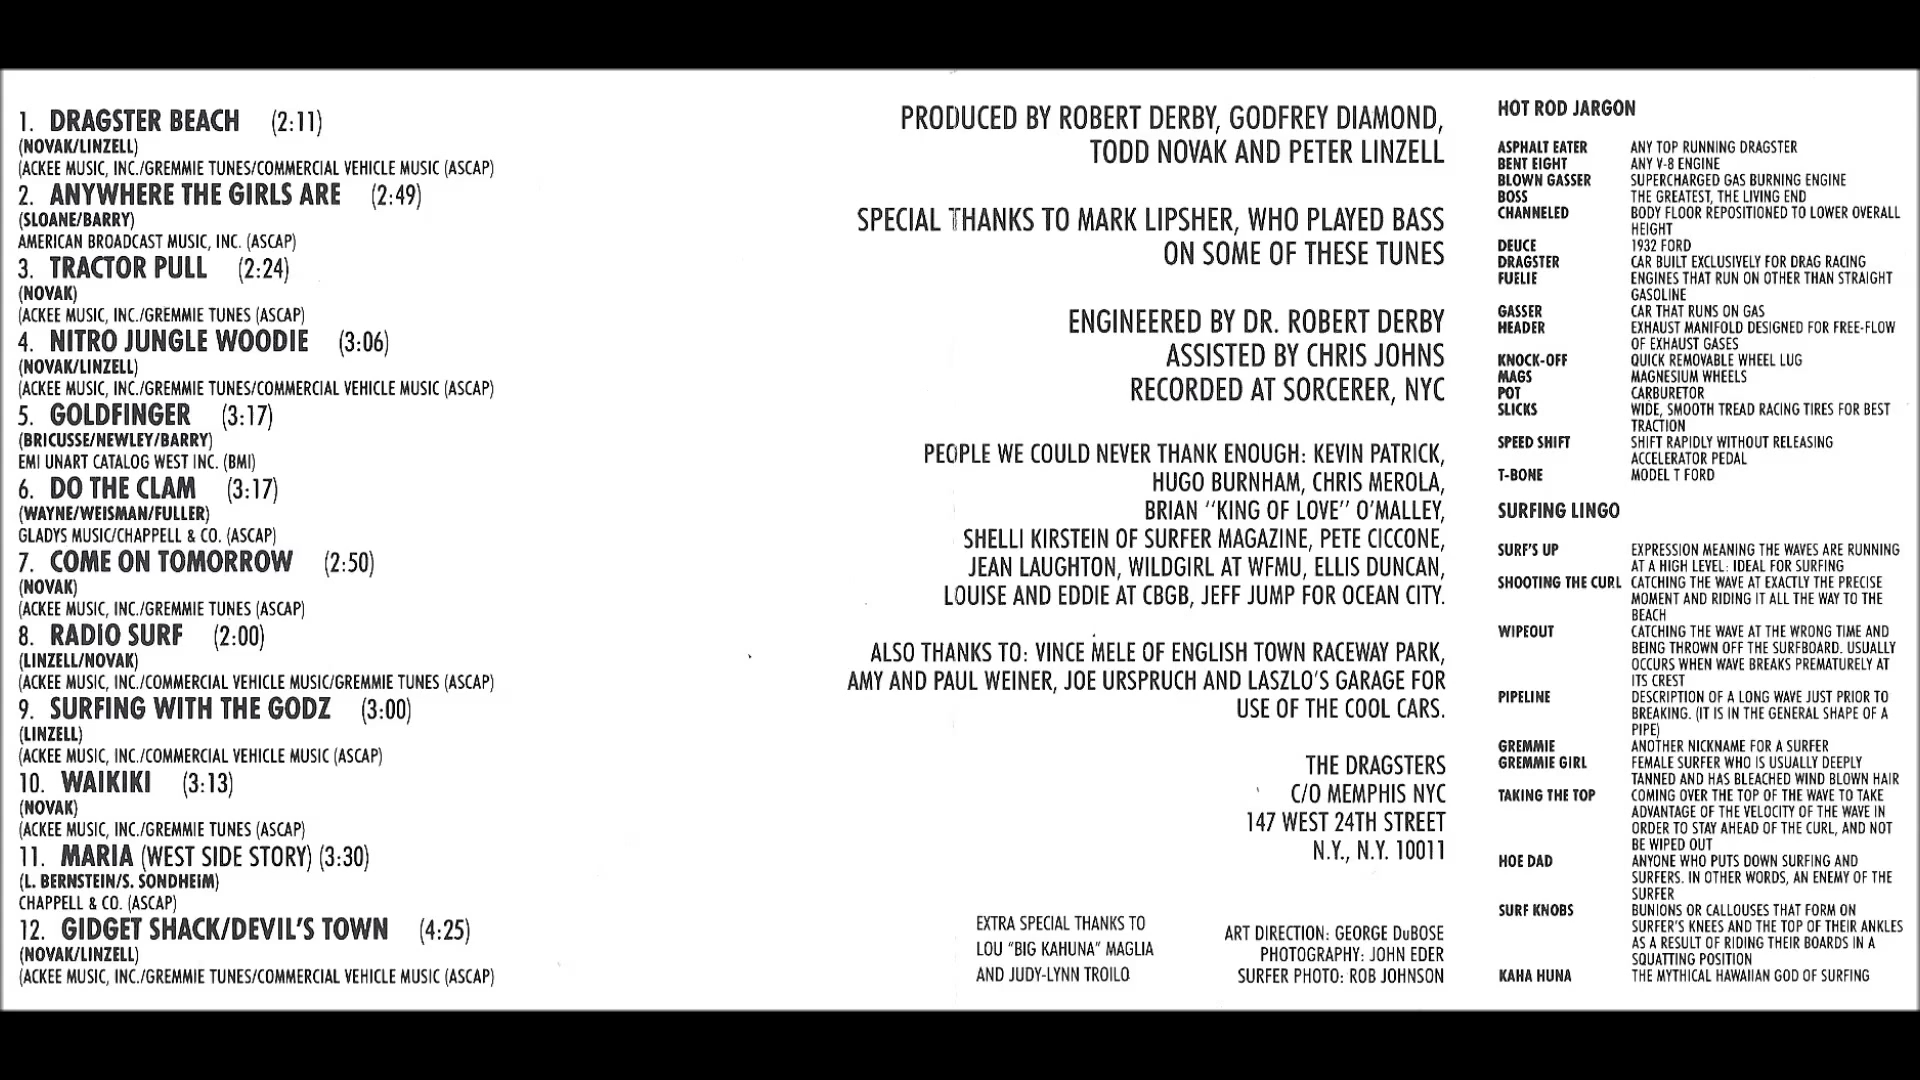 1. DRAGSTER BEACH (2:11)
(NOVAK/LINZELL)
(ACKEE MUSIC, INC./GREMMIE TUNES/COMMERCIAL VEHICLE MUSIC (ASCAP)
2. ANYWHERE THE GIRLS ARE (2:49)
(SLOANE/BARRY)
AMERICAN BROADCAST MUSIC, INC. (ASCAP)
3. TRACTOR PULL (2:24)
(NOVAK)
(ACKEE MUSIC, INC./GREMMIE TUNES (ASCAP)
4. NITRO JUNGLE WOODIE (3:06)
(NOVAK/LINZELL)
(ACKEE MUSIC, INC./GREMMIE TUNES/COMMERCIAL VEHICLE MUSIC (ASCAP)
5. GOLDFINGER (3:17)
(BRICUSSE/NEWLEY/BARRY)
EMI UNART CATALOG WEST INC. (BMI)
6. DO THE CLAM (3:17)
(WAYNE/WEISMAN/FULLER)
GLADYS MUSIC/CHAPPELL & CO. (ASCAP)
7. COME ON TOMORROW (2:50)
(NOVAK)
(ACKEE MUSIC, INC./GREMMIE TUNES (ASCAP)
8. RADIO SURF (2:00)
(LINZELL/NOVAK)
(ACKEE MUSIC, INC./COMMERCIAL VEHICLE MUSIC/GREMMIE TUNES (ASCAP)
9. SURFING WITH THE GODZ (3:00)
(LINZELL)
(ACKEE MUSIC, INC./COMMERCIAL VEHICLE MUSIC (ASCAP)
10. WAIKIKI (3:13)
(NOVAK)
(ACKEE MUSIC, INC./GREMMIE TUNES (ASCAP)
11. MARIA (WEST SIDE STORY) (3:30)
(L. BERNSTEIN/S. SONDHEIM)
CHAPPELL & CO. (ASCAP)
12. GIDGET SHACK/DEVIL'S TOWN (4:25)
(NOVAK/LINZELL)
(ACKEE MUSIC, INC./GREMMIE TUNES/COMMERCIAL VEHICLE MUSIC (ASCAP)
PRODUCED BY ROBERT DERBY, GODFREY DIAMOND,
TODD NOVAK AND PETER LINZELL
SPECIAL THANKS TO MARK LIPSHER, WHO PLAYED BASS
ON SOME OF THESE TUNES
ENGINEERED BY DR. ROBERT DERBY
ASSISTED BY CHRIS JOHNS
RECORDED AT SORCERER, NYC
PEOPLE WE COULD NEVER THANK ENOUGH: KEVIN PATRICK,
HUGO BURNHAM, CHRIS MEROLA,
BRIAN "KING OF LOVE" O'MALLEY,
SHELLI KIRSTEIN OF SURFER MAGAZINE, PETE CICCONE,
JEAN LAUGHTON, WILDGIRL AT WFMU, ELLIS DUNCAN,
LOUISE AND EDDIE AT CBGB, JEFF JUMP FOR OCEAN CITY.
ALSO THANKS TO: VINCE MELE OF ENGLISH TOWN RACEWAY PARK,
AMY AND PAUL WEINER, JOE URSPRUCH AND LASZLO'S GARAGE FOR
USE OF THE COOL CARS.
THE DRAGSTERS
C/O MEMPHIS NYC
147 WEST 24TH STREET
N.Y., N.Y. 10011
EXTRA SPECIAL THANKS TO
LOU "BIG KAHUNA" MAGLIA
AND JUDY-LYNN TROILO
ART DIRECTION: GEORGE DuBOSE
PHOTOGRAPHY: JOHN EDER
SURFER PHOTO: ROB JOHNSON
HOT ROD JARGON
ASPHALT EATER ANY TOP RUNNING DRAGSTER
BENT EIGHT ANY V-8 ENGINE
BLOWN GASSER SUPERCHARGED GAS BURNING ENGINE
BOSS THE GREATEST, THE LIVING END
CHANNELED BODY FLOOR REPOSITIONED TO LOWER OVERALL
HEIGHT
DEUCE 1932 FORD
DRAGSTER CAR BUILT EXCLUSIVELY FOR DRAG RACING
FUELIE ENGINES THAT RUN ON OTHER THAN STRAIGHT
GASOLINE
GASSER CAR THAT RUNS ON GAS
HEADER EXHAUST MANIFOLD DESIGNED FOR FREE-FLOW
OF EXHAUST GASES
KNOCK-OFF QUICK REMOVABLE WHEEL LUG
MAGS MAGNESIUM WHEELS
POT CARBURETOR
SLICKS WIDE, SMOOTH TREAD RACING TIRES FOR BEST
TRACTION
SPEED SHIFT SHIFT RAPIDLY WITHOUT RELEASING
ACCELERATOR PEDAL
T-BONE MODEL T FORD
SURFING LINGO
SURF'S UP EXPRESSION MEANING THE WAVES ARE RUNNING
AT A HIGH LEVEL: IDEAL FOR SURFING
SHOOTING THE CURL CATCHING THE WAVE AT EXACTLY THE PRECISE
MOMENT AND RIDING IT ALL THE WAY TO THE
BEACH
WIPEOUT CATCHING THE WAVE AT THE WRONG TIME AND
BEING THROWN OFF THE SURFBOARD. USUALLY
OCCURS WHEN WAVE BREAKS PREMATURELY AT
ITS CREST
PIPELINE DESCRIPTION OF A LONG WAVE JUST PRIOR TO
BREAKING. (IT IS IN THE GENERAL SHAPE OF A
PIPE)
GREMMIE ANOTHER NICKNAME FOR A SURFER
GREMMIE GIRL FEMALE SURFER WHO IS USUALLY DEEPLY
TANNED AND HAS BLEACHED WIND BLOWN HAIR
TAKING THE TOP COMING OVER THE TOP OF THE WAVE TO TAKE
ADVANTAGE OF THE VELOCITY OF THE WAVE IN
ORDER TO STAY AHEAD OF THE CURL, AND NOT
BE WIPED OUT
HOE DAD ANYONE WHO PUTS DOWN SURFING AND
SURFERS. IN OTHER WORDS, AN ENEMY OF THE
SURFER
SURF KNOBS BUNIONS OR CALLOUSES THAT FORM ON
SURFER'S KNEES AND THE TOP OF THEIR ANKLES
AS A RESULT OF RIDING THEIR BOARDS IN A
SQUATTING POSITION
KAHA HUNA THE MYTHICAL HAWAIIAN GOD OF SURFING